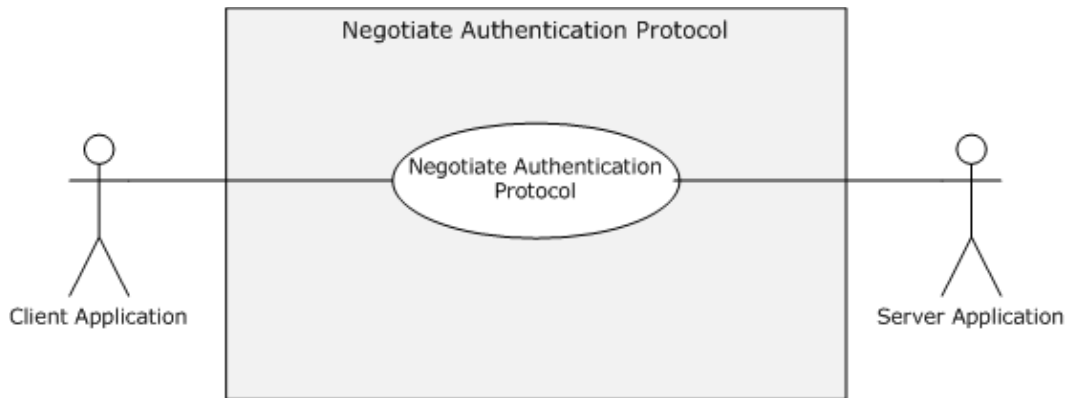 Negotiate Authentication Protocol
Negotiate Authentication
Protocol
Client Application
Server Application